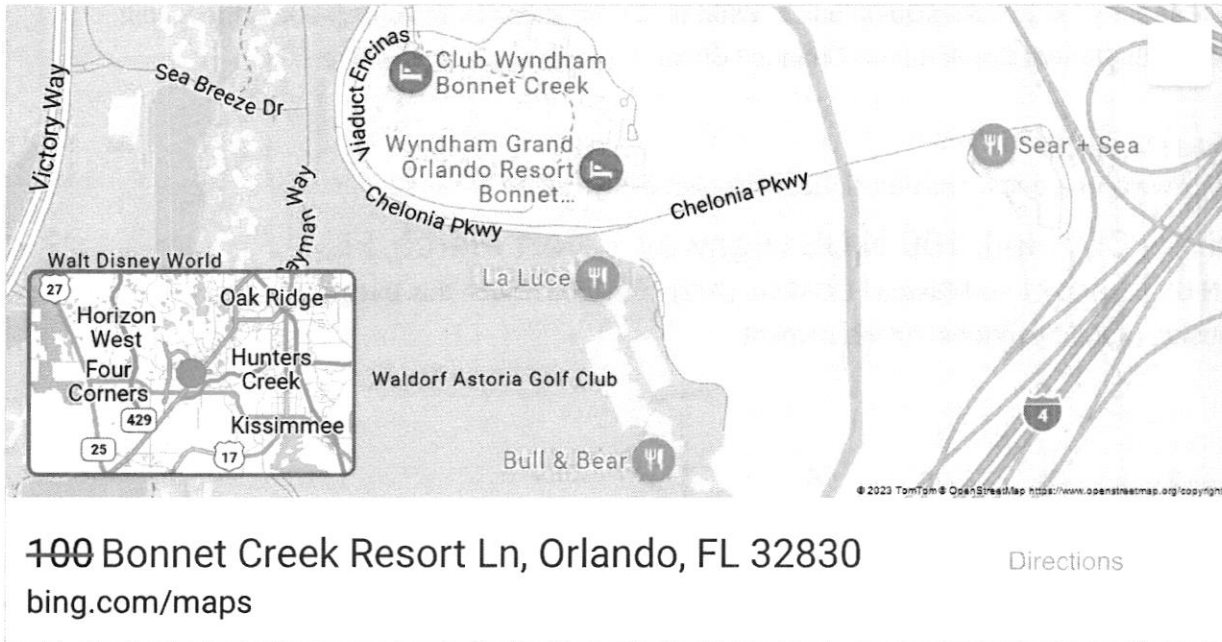 Victory Way
Sea Breeze Dr
Viaduct Encinas
Club Wyndham
Bonnet Creek
Wyndham Grand
Orlando Resort
Bonnet...
Sear + Sea
Chelonia Pkwy
Chelonia Pkwy
ayman Way
La Luce
Walt Disney World
27
Oak Ridge
Horizon
West
Hunters
Creek
Four
Corners
429
Kissimmee
25
17
Waldorf Astoria Golf Club
4
Bull & Bear
© 2023 TomTom © OpenStreetMap https://www.openstreetmap.org/copyright
100 Bonnet Creek Resort Ln, Orlando, FL 32830
Directions
bing.com/maps